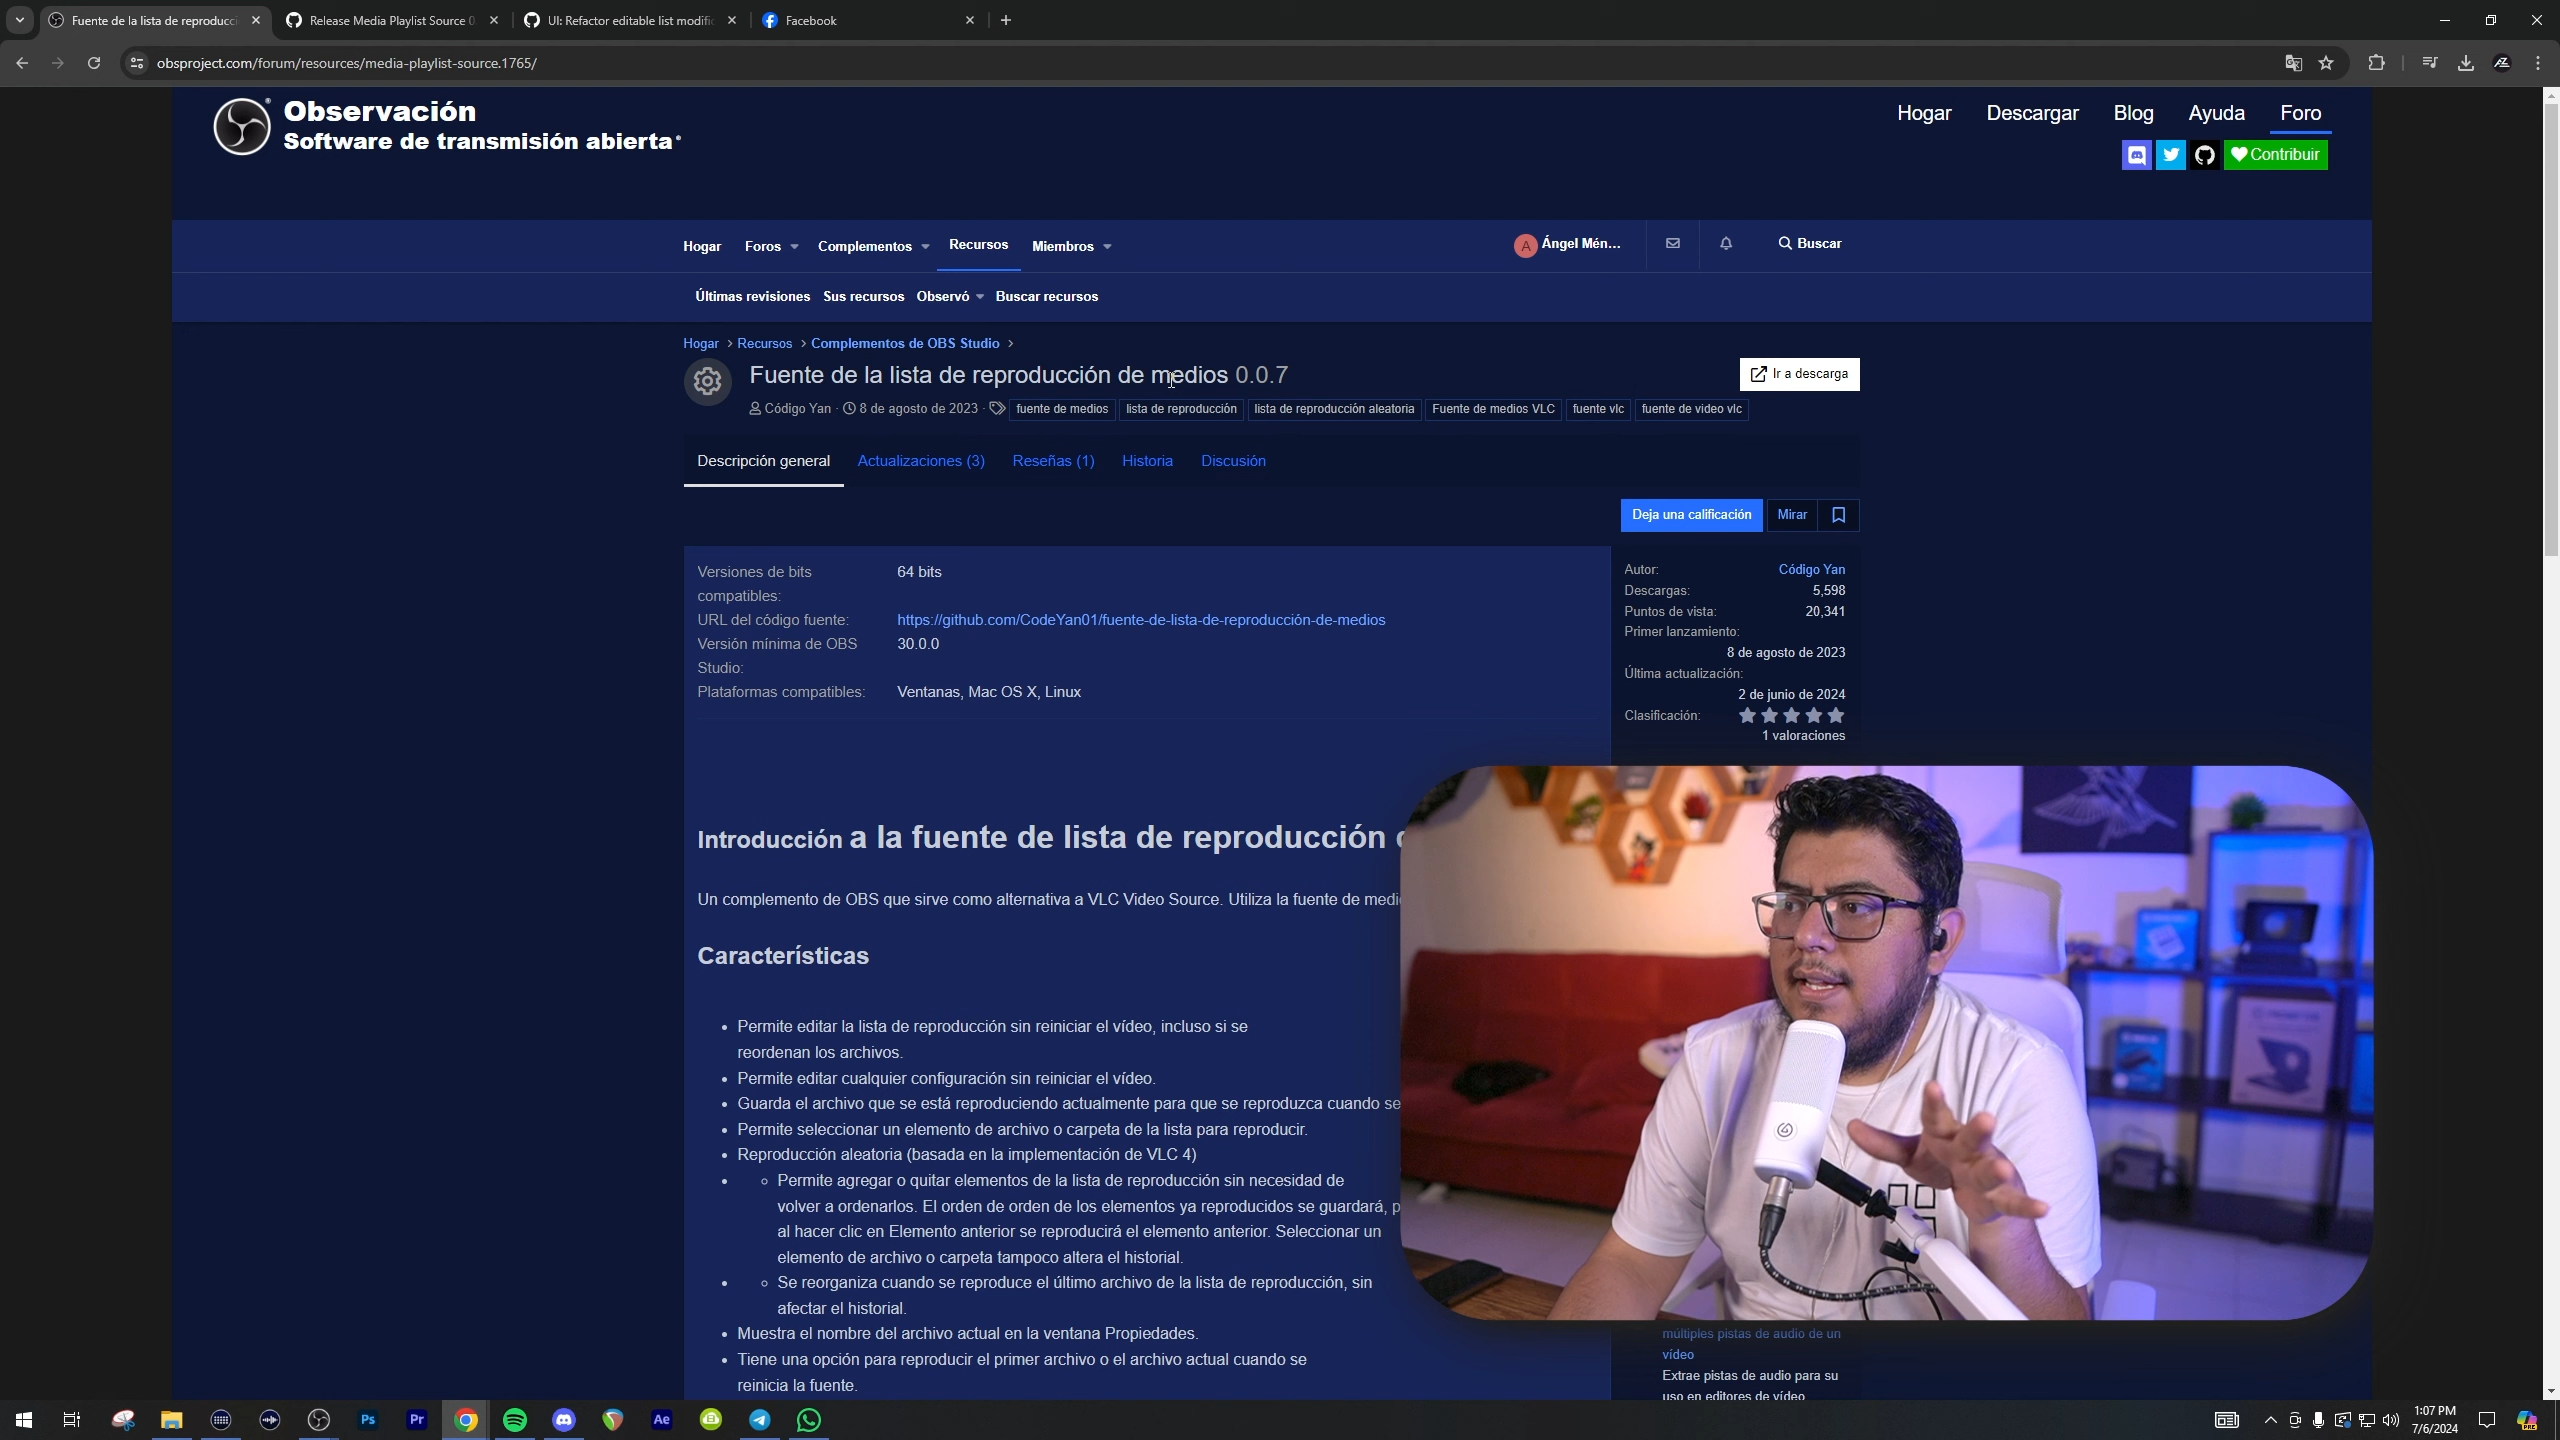 Fuente de la lista de reproducci
Release Media Playlist Source 0
UI: Refactor editable list modific
Facebook
obsproject.com/forum/resources/media-playlist-source.1765/
Observación
Software de transmisión abierta
Hogar Descargar Blog Ayuda Foro
Contribuir
Hogar Foros Complementos Recursos Miembros
A Ángel Mén... Buscar
Últimas revisiones Sus recursos Observó Buscar recursos
Hogar > Recursos > Complementos de OBS Studio >
Fuente de la lista de reproducción de medios 0.0.7
Ir a descarga
Código Yan · 8 de agosto de 2023 · fuente de medios lista de reproducción lista de reproducción aleatoria Fuente de medios VLC fuente vlc fuente de video vlc
Descripción general Actualizaciones (3) Reseñas (1) Historia Discusión
Deja una calificación Mirar
Versiones de bits compatibles: 64 bits
URL del código fuente: https://github.com/CodeYan01/fuente-de-lista-de-reproducción-de-medios
Versión mínima de OBS Studio: 30.0.0
Plataformas compatibles: Ventanas, Mac OS X, Linux
Autor: Código Yan
Descargas: 5,598
Puntos de vista: 20,341
Primer lanzamiento:
8 de agosto de 2023
Última actualización:
2 de junio de 2024
Clasificación:
1 valoraciones
Introducción a la fuente de lista de reproducción
Un complemento de OBS que sirve como alternativa a VLC Video Source. Utiliza la fuente de medi
Características
• Permite editar la lista de reproducción sin reiniciar el vídeo, incluso si se
reordenan los archivos.
• Permite editar cualquier configuración sin reiniciar el vídeo.
• Guarda el archivo que se está reproduciendo actualmente para que se reproduzca cuando se
• Permite seleccionar un elemento de archivo o carpeta de la lista para reproducir.
• Reproducción aleatoria (basada en la implementación de VLC 4)
• ○ Permite agregar o quitar elementos de la lista de reproducción sin necesidad de
volver a ordenarlos. El orden de orden de los elementos ya reproducidos se guardará, p
al hacer clic en Elemento anterior se reproducirá el elemento anterior. Seleccionar un
elemento de archivo o carpeta tampoco altera el historial.
• ○ Se reorganiza cuando se reproduce el último archivo de la lista de reproducción, sin
afectar el historial.
• Muestra el nombre del archivo actual en la ventana Propiedades.
• Tiene una opción para reproducir el primer archivo o el archivo actual cuando se
reinicia la fuente.
múltiples pistas de audio de un
vídeo
Extrae pistas de audio para su
uso en editores de vídeo
Ps Pr Ae
1:07 PM
7/6/2024